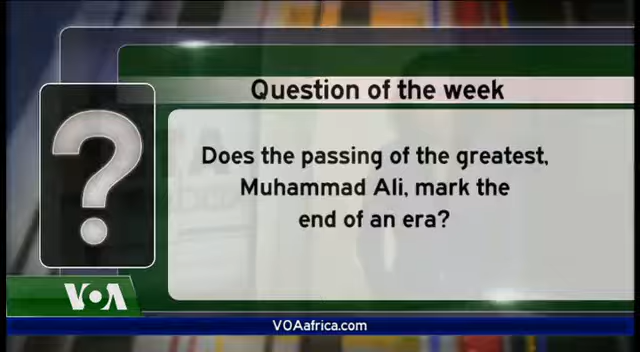 Question of the week
?
Does the passing of the greatest,
Muhammad Ali, mark the
end of an era?
VOA
VOAafrica.com